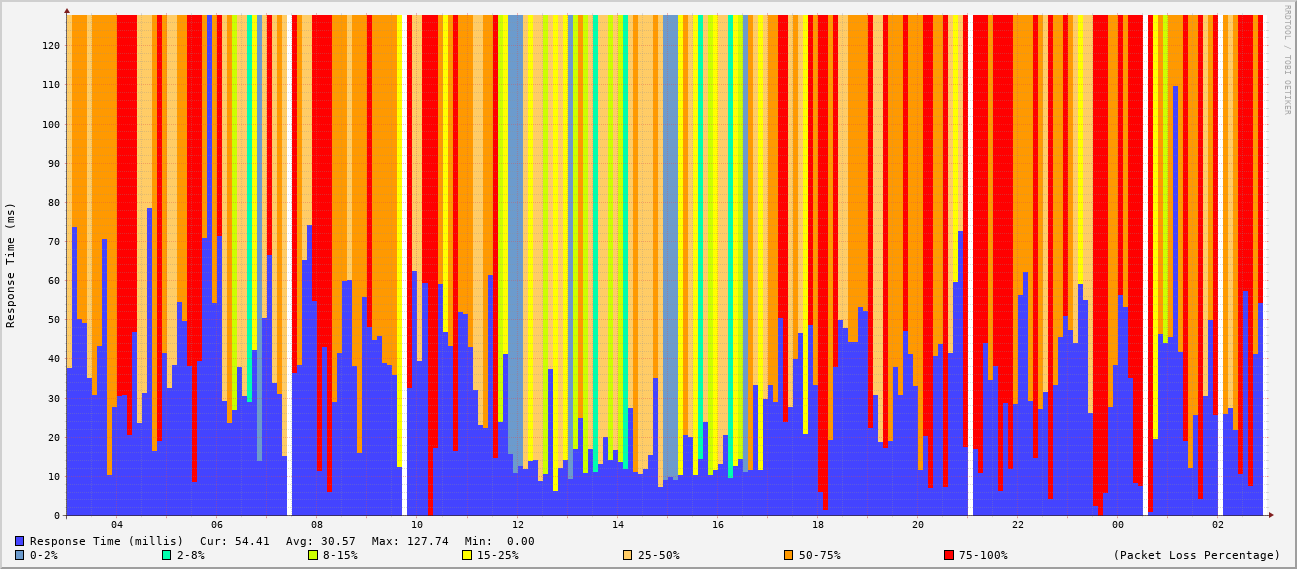 RRDTOOL / TOBI OETIKER
Response Time (ms)
120
110
100
90
80
70
60
50
40
30
20
10
0
04 06 08 10 12 14 16 18 20 22 00 02
Response Time (millis) Cur: 54.41 Avg: 30.57 Max: 127.74 Min: 0.00
0-2% 2-8% 8-15% 15-25% 25-50% 50-75% 75-100% (Packet Loss Percentage)